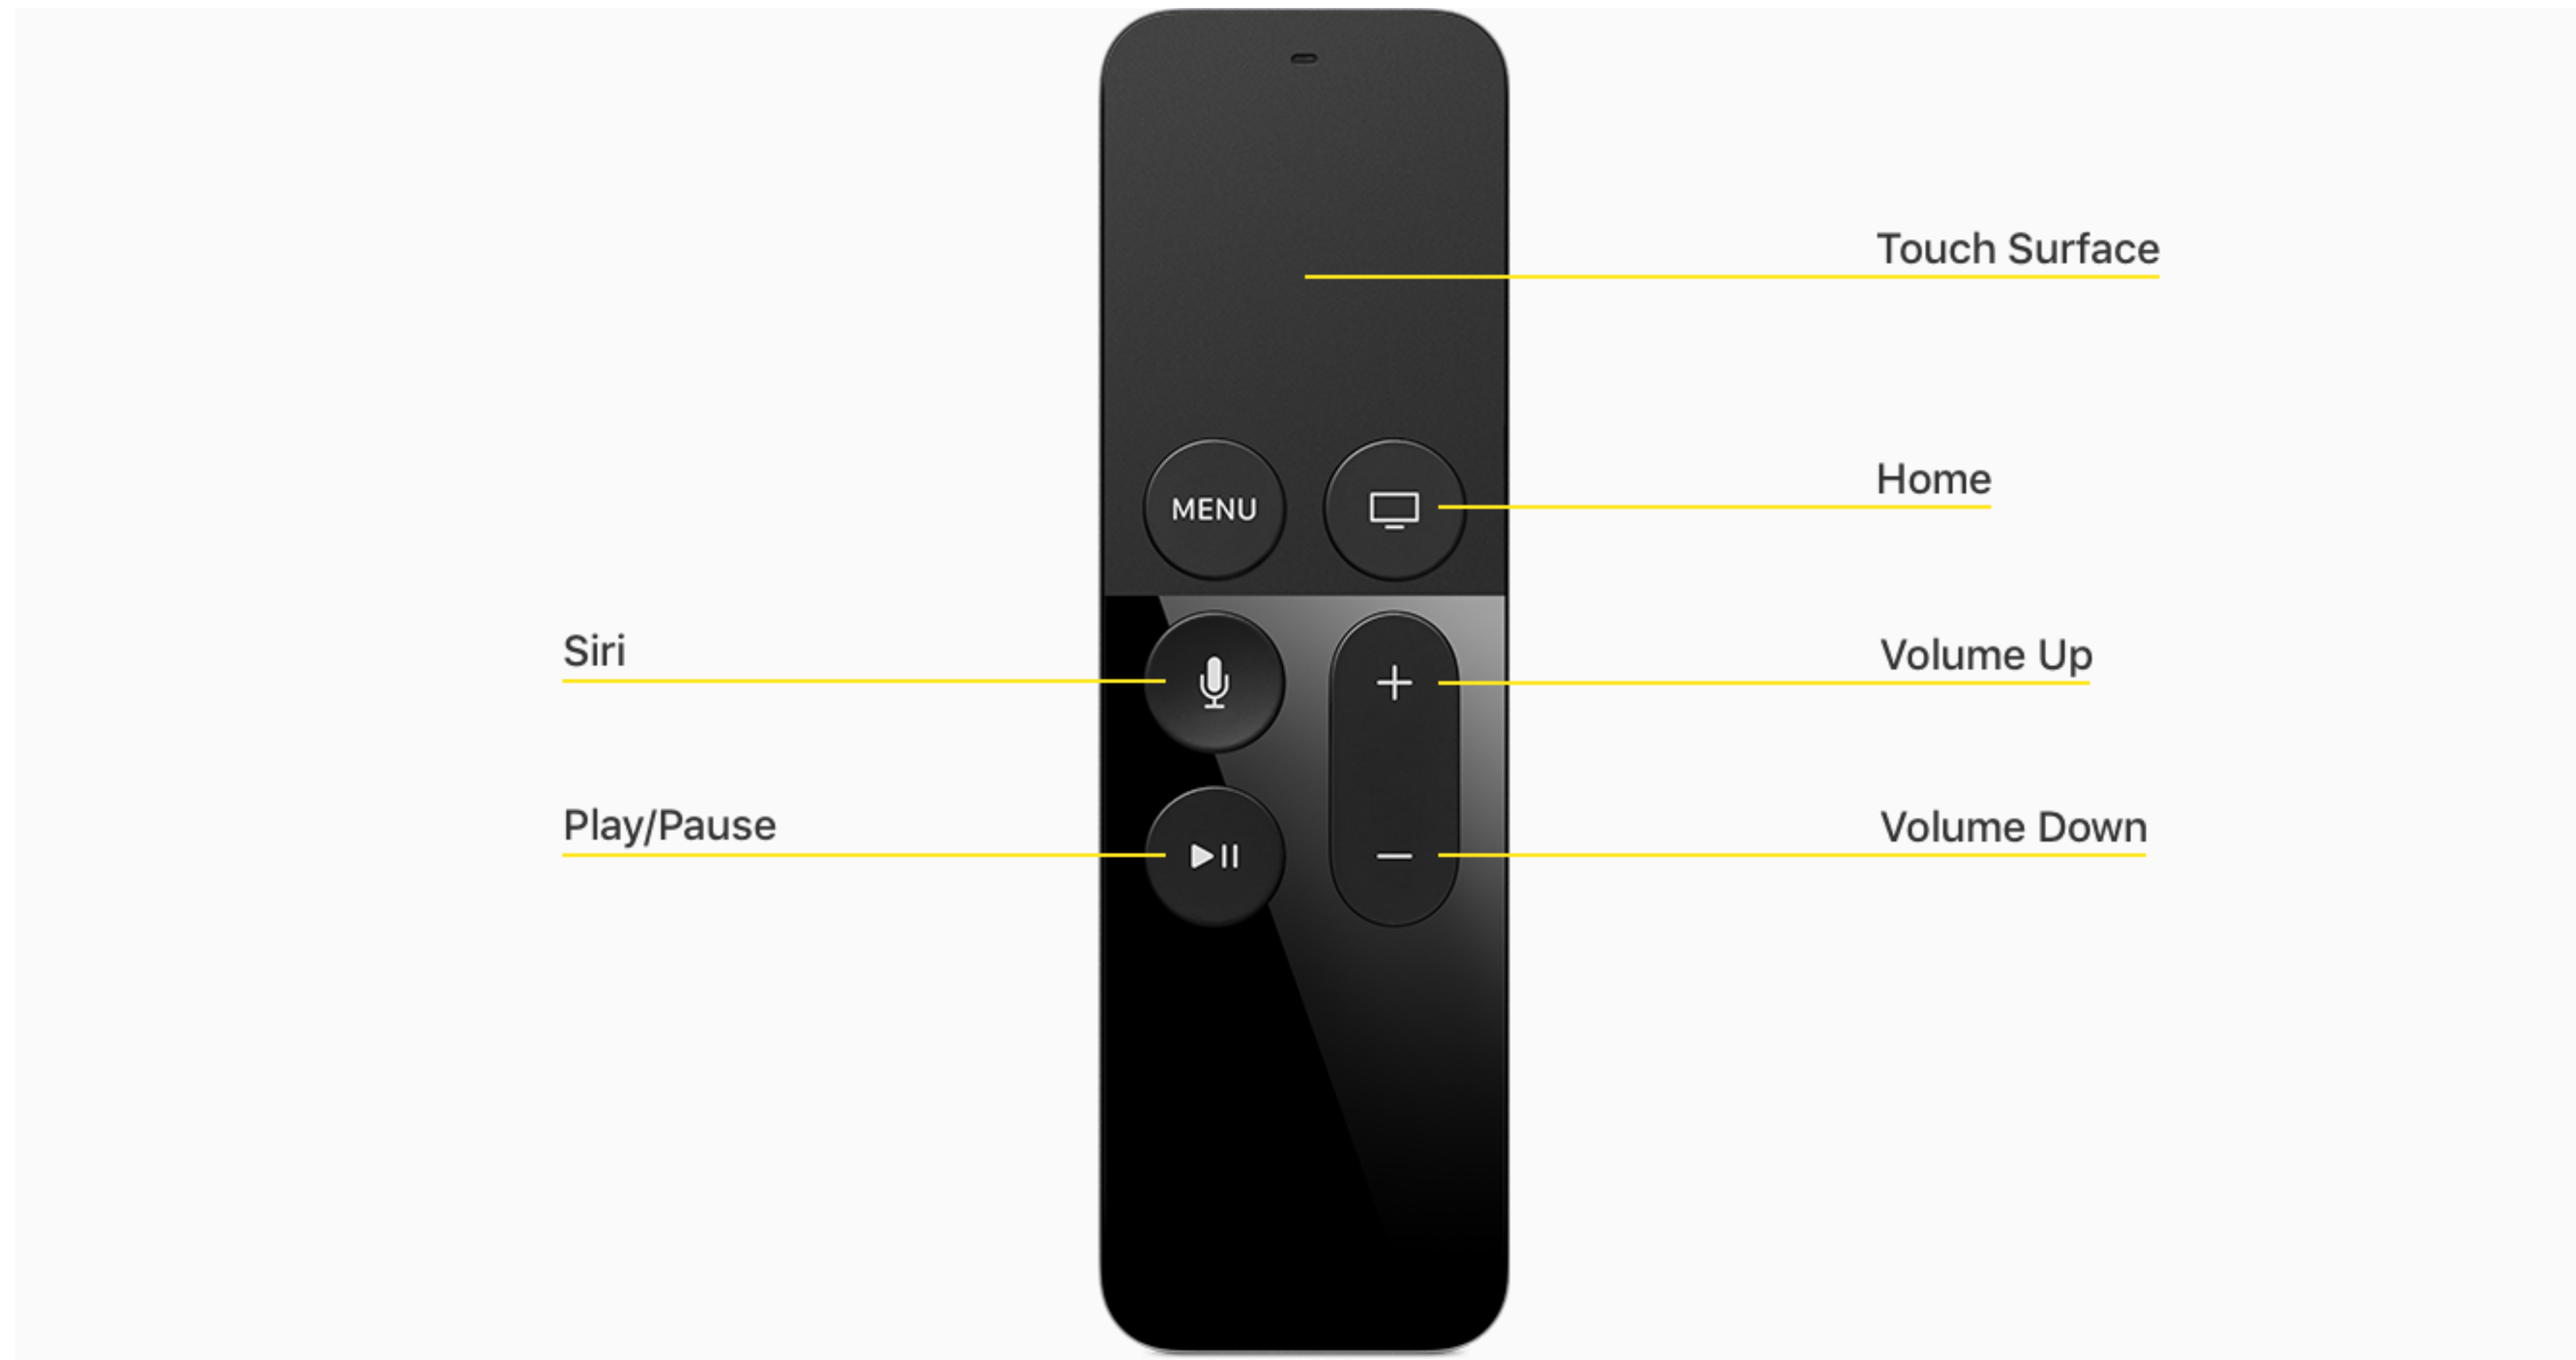 Touch Surface
Home
MENU
Siri
Volume Up
Play/Pause
Volume Down